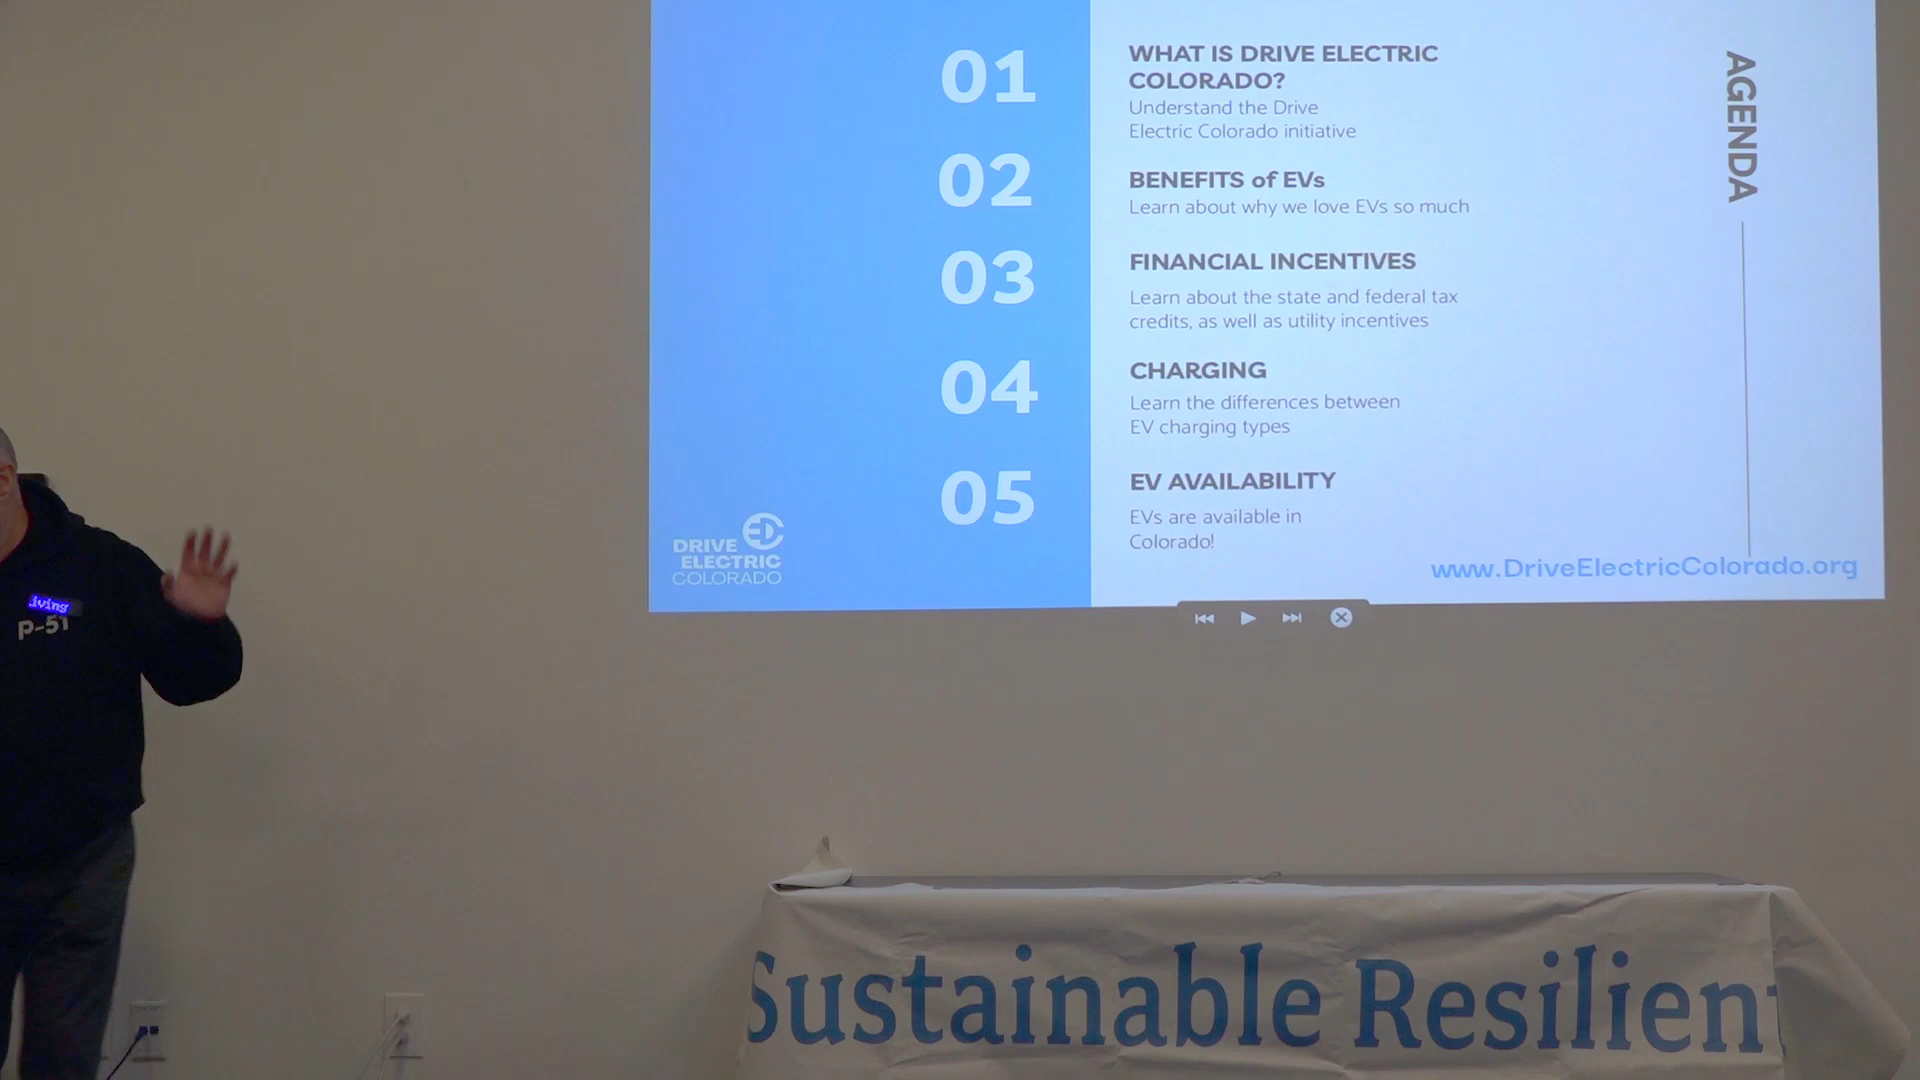 01
WHAT IS DRIVE ELECTRIC
COLORADO?
Understand the Drive
Electric Colorado initiative
02
BENEFITS of EVs
Learn about why we love EVs so much
03
FINANCIAL INCENTIVES
Learn about the state and federal tax
credits, as well as utility incentives
04
CHARGING
Learn the differences between
EV charging types
05
EV AVAILABILITY
EVs are available in
Colorado!
AGENDA
www.DriveElectricColorado.org
DRIVE
ELECTRIC
COLORADO
iving
P-51
Sustainable Resilient